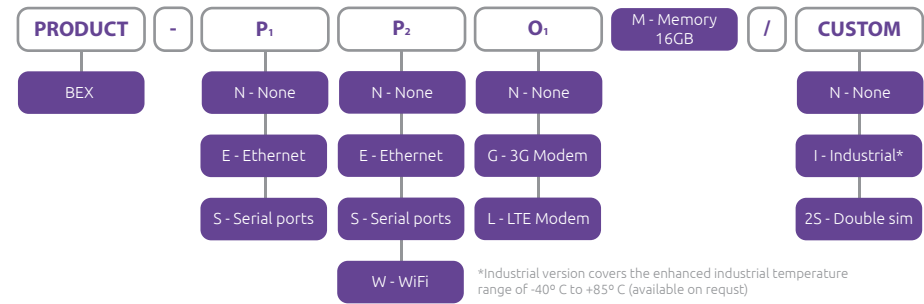 PRODUCT - P₁ P₂ O₁ M - Memory 16GB / CUSTOM
BEX N - None N - None N - None N - None
E - Ethernet E - Ethernet G - 3G Modem I - Industrial*
S - Serial ports S - Serial ports L - LTE Modem 2S - Double sim
W - WiFi
*Industrial version covers the enhanced industrial temperature
range of -40º C to +85º C (available on requst)